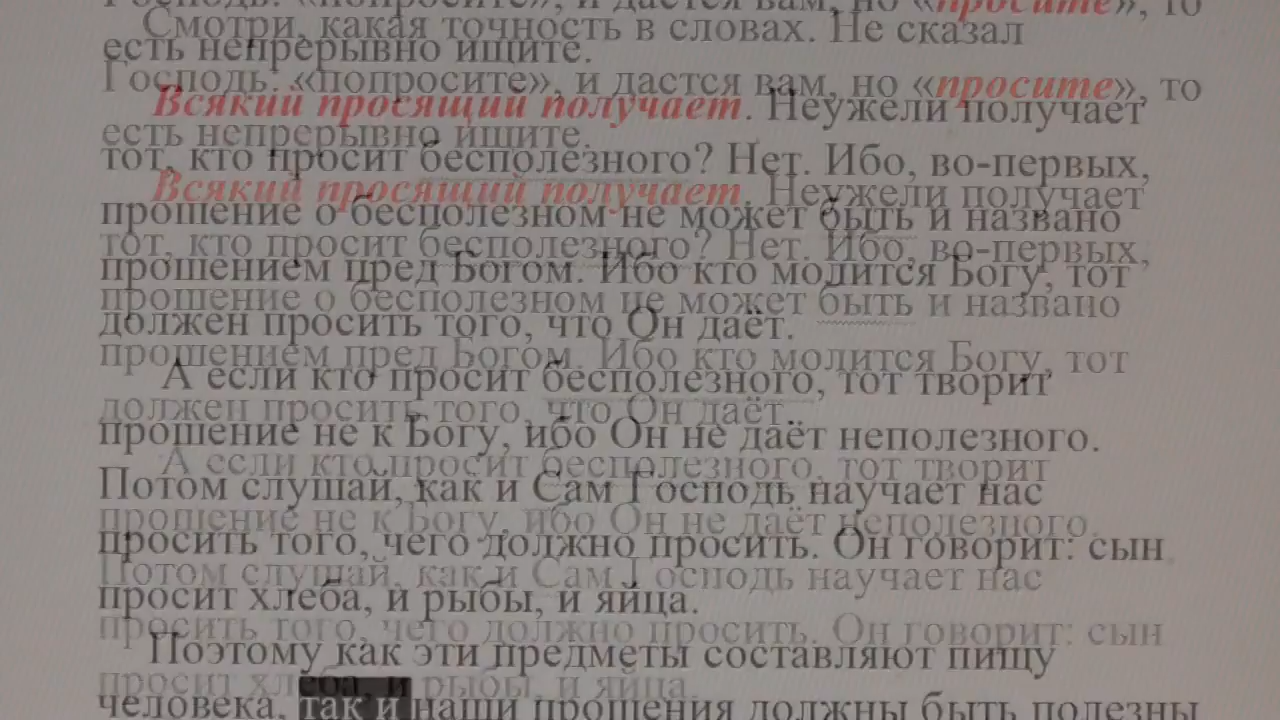 Смотри, какая точность в словах. Не сказал
Господь: «попросите», и дастся вам, но «просите», то
есть непрерывно ищите.
Всякий просящий получает. Неужели получает
тот, кто просит бесполезного? Нет. Ибо, во-первых,
прошение о бесполезном не может быть и названо
прошением пред Богом. Ибо кто молится Богу, тот
должен просить того, что Он даёт.
А если кто просит бесполезного, тот творит
прошение не к Богу, ибо Он не даёт неполезного.
Потом слушай, как и Сам Господь научает нас
просить того, чего должно просить. Он говорит: сын
просит хлеба, и рыбы, и яйца.
Поэтому как эти предметы составляют пищу
человека, так и наши прошения должны быть полезны